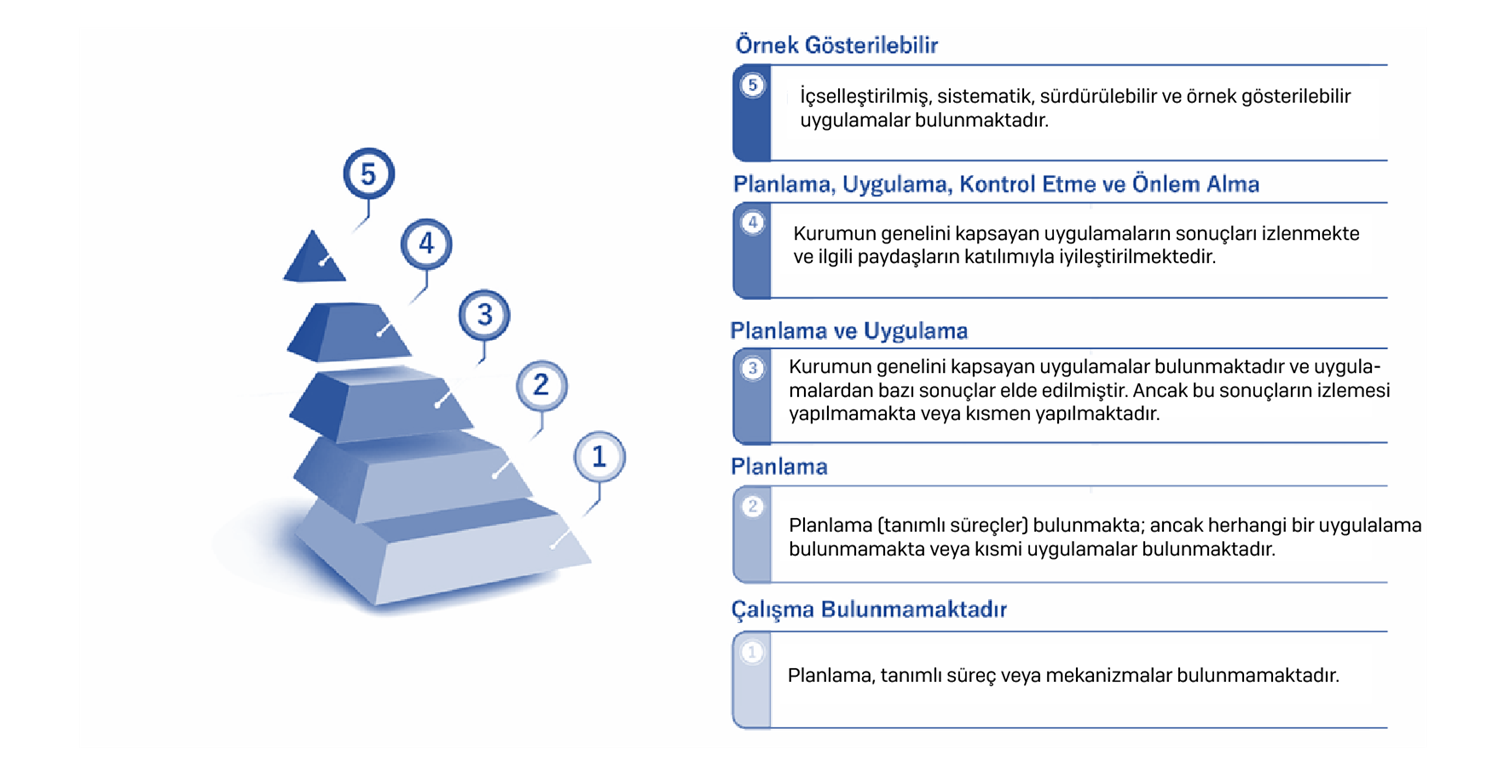 5
4
3
2
1
Örnek Gösterilebilir
5
İçselleştirilmiş, sistematik, sürdürülebilir ve örnek gösterilebilir
uygulamalar bulunmaktadır.
Planlama, Uygulama, Kontrol Etme ve Önlem Alma
4
Kurumun genelini kapsayan uygulamaların sonuçları izlenmekte
ve ilgili paydaşların katılımıyla iyileştirilmektedir.
Planlama ve Uygulama
3
Kurumun genelini kapsayan uygulamalar bulunmaktadır ve uygula-
malardan bazı sonuçlar elde edilmiştir. Ancak bu sonuçların izlemesi
yapılmamakta veya kısmen yapılmaktadır.
Planlama
2
Planlama (tanımlı süreçler) bulunmakta; ancak herhangi bir uygulalama
bulunmamakta veya kısmi uygulamalar bulunmaktadır.
Çalışma Bulunmamaktadır
1
Planlama, tanımlı süreç veya mekanizmalar bulunmamaktadır.